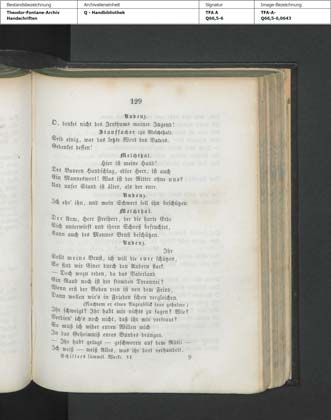 Bestandsbezeichnung Archivalieneinheit Signatur Image-Bezeichnung
Theodor-Fontane-Archiv Q - Handbibliothek TFA A TFA-A-
Handschriften Q66,5-6 Q66,5-6,0643
129
Rudenz.
O, denket nicht des Irrthums meiner Jugend!
Stauffacher (zu Melchthal).
Seid einig, war das letzte Wort des Vaters.
Gedenket dessen!
Melchthal.
Hier ist meine Hand!
Des Bauern Handschlag, edler Herr, ist auch
Ein Manneswort! Was ist der Ritter ohne uns?
Und unser Stand ist älter, als der eure.
Rudenz.
Ich ehr' ihn, und mein Schwert soll ihn beschützen.
Melchthal.
Der Arm, Herr Freiherr, der die harte Erde
Sich unterwirft und ihren Schooß befruchtet,
Kann auch des Mannes Brust beschützen.
Rudenz.
Ihr
Sollt meine Brust, ich will die eure schützen,
So sind wir Einer durch den Andern stark.
— Doch wozu reden, da das Vaterland
Ein Raub noch ist der fremden Tyrannei?
Wenn erst der Boden rein ist von dem Feind,
Dann wollen wir's in Frieden schon vergleichen.
(Nachdem er einen Augenblick inne gehalten:)
Ihr schweigt? Ihr habt mir nichts zu sagen? Wie?
Verdien' ich's noch nicht, daß ihr mir vertraut?
So muß ich wider euren Willen mich
In das Geheimniß eures Bundes drängen.
— Ihr habt getagt — geschworen auf dem Rütli —
Ich weiß — weiß Alles, was ihr dort verhandelt,
Schillers sämmtl. Werke. VI 9